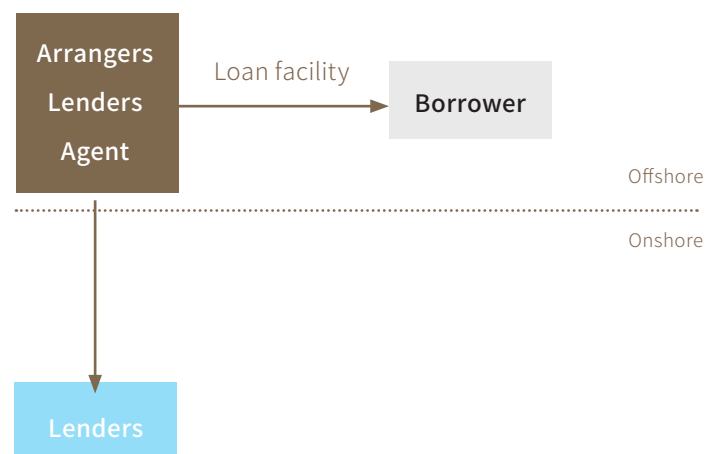 Arrangers
Lenders
Agent
Loan facility
Borrower
Offshore
Onshore
Lenders